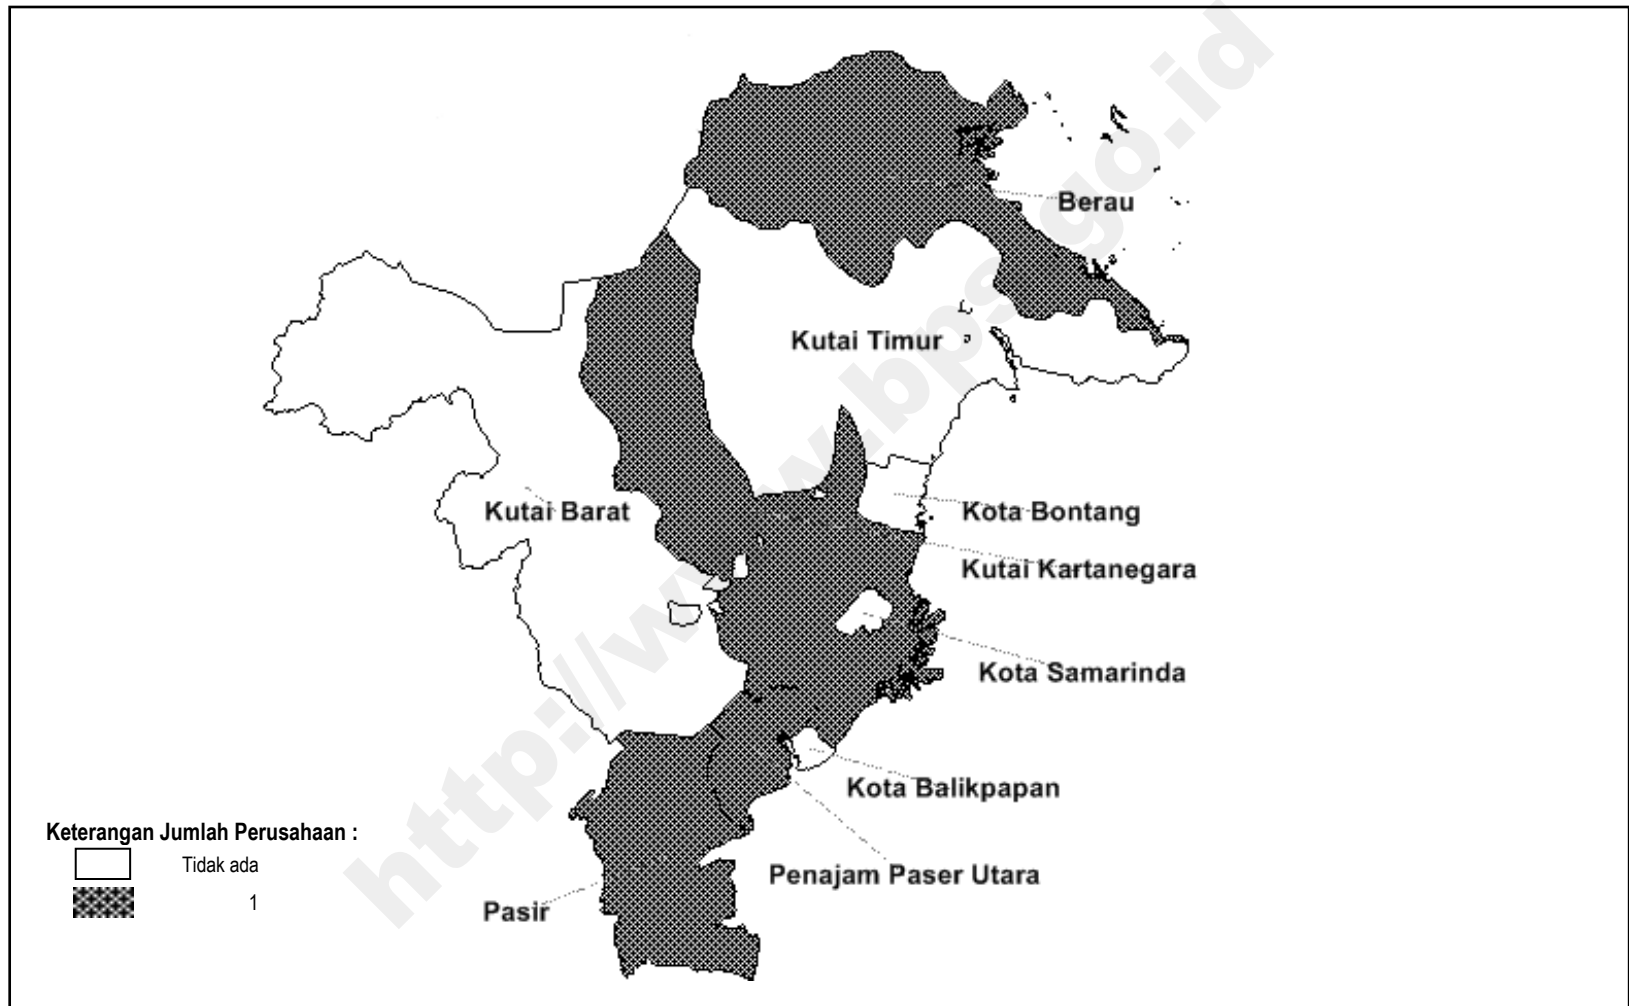 Berau
Kutai Timur
Kutai Barat
Kota Bontang
Kutai Kartanegara
Kota Samarinda
Kota Balikpapan
Penajam Paser Utara
Pasir
Keterangan Jumlah Perusahaan :
Tidak ada
1
http://www.bps.go.id